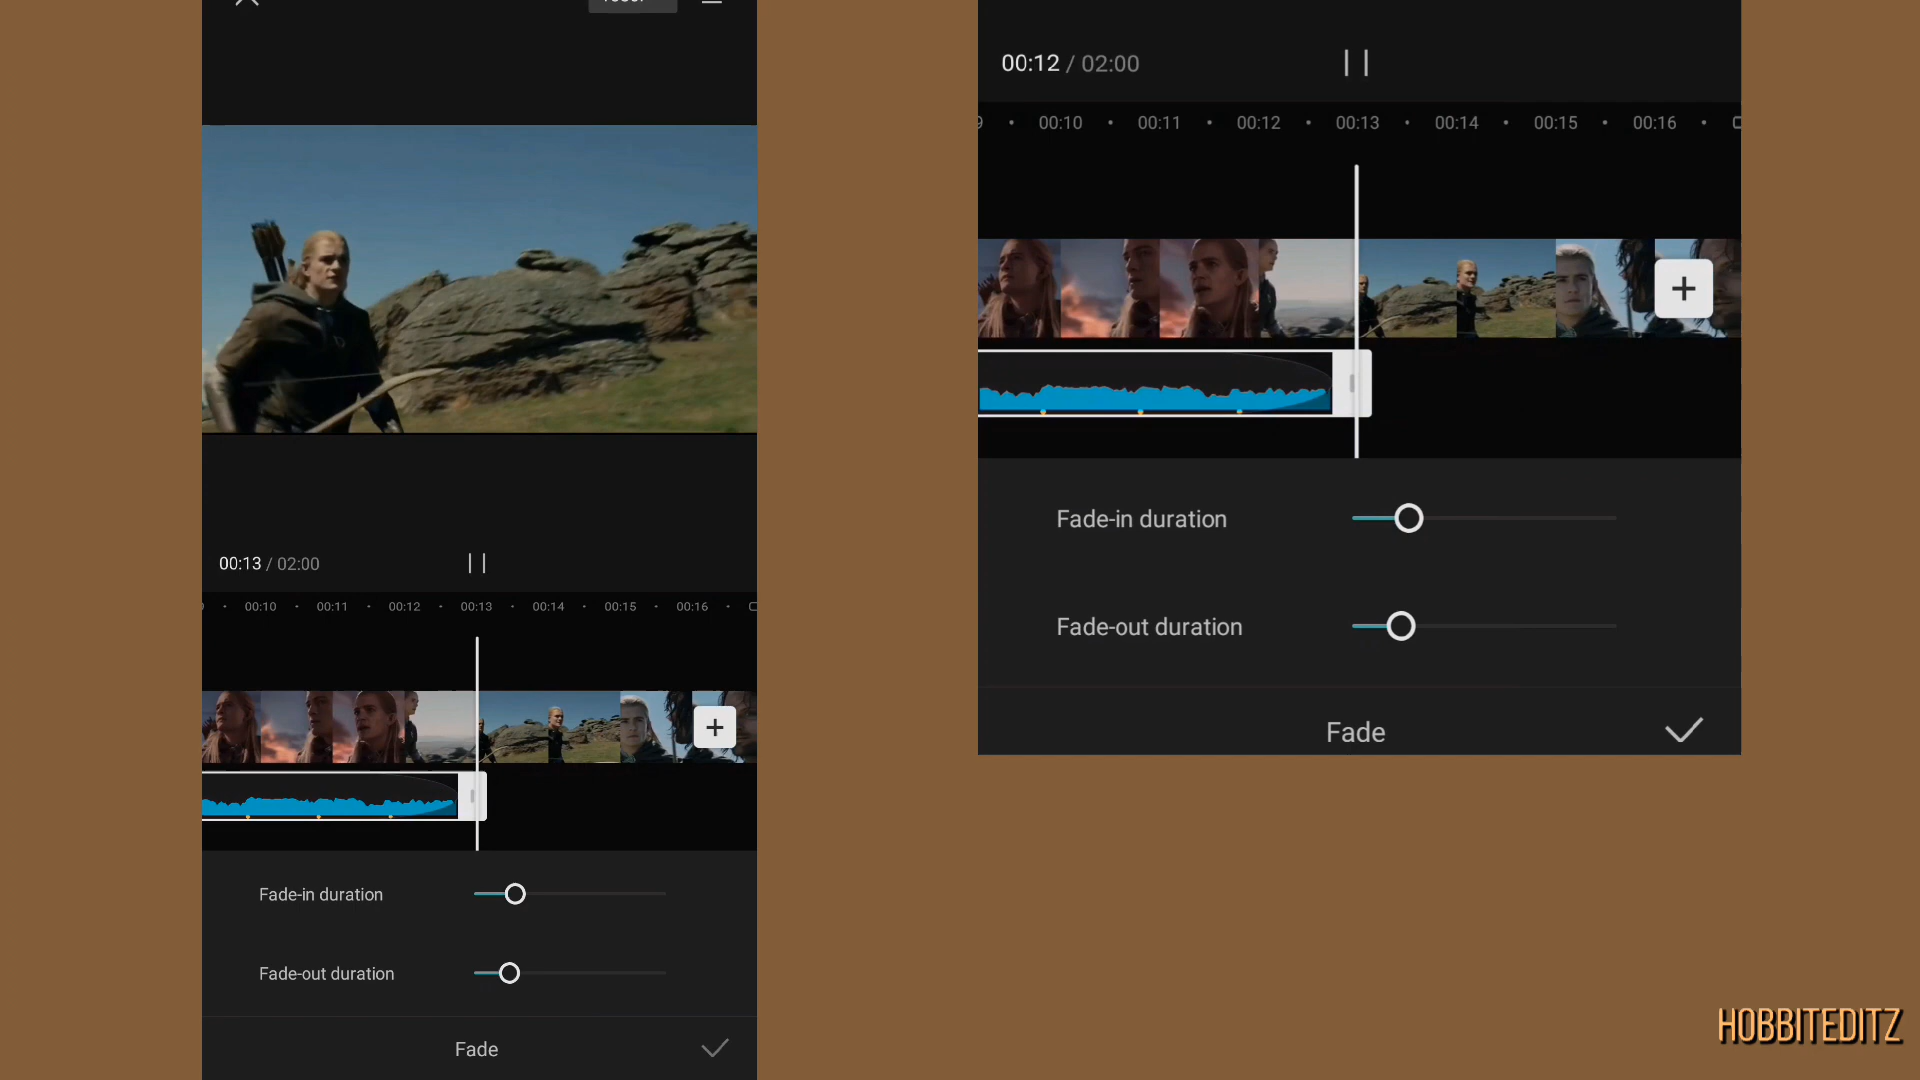 00:13 / 02:00
00:10 00:11 00:12 00:13 00:14 00:15 00:16
Fade-in duration
Fade-out duration
Fade
00:12 / 02:00
00:10 00:11 00:12 00:13 00:14 00:15 00:16
Fade-in duration
Fade-out duration
Fade
HOBBITEDITZ